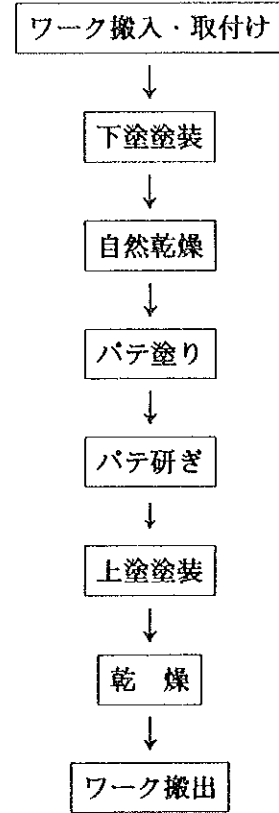 ワーク搬入・取付け
↓
下塗塗装
↓
自然乾燥
↓
パテ塗り
↓
パテ研ぎ
↓
上塗塗装
↓
乾　燥
↓
ワーク搬出